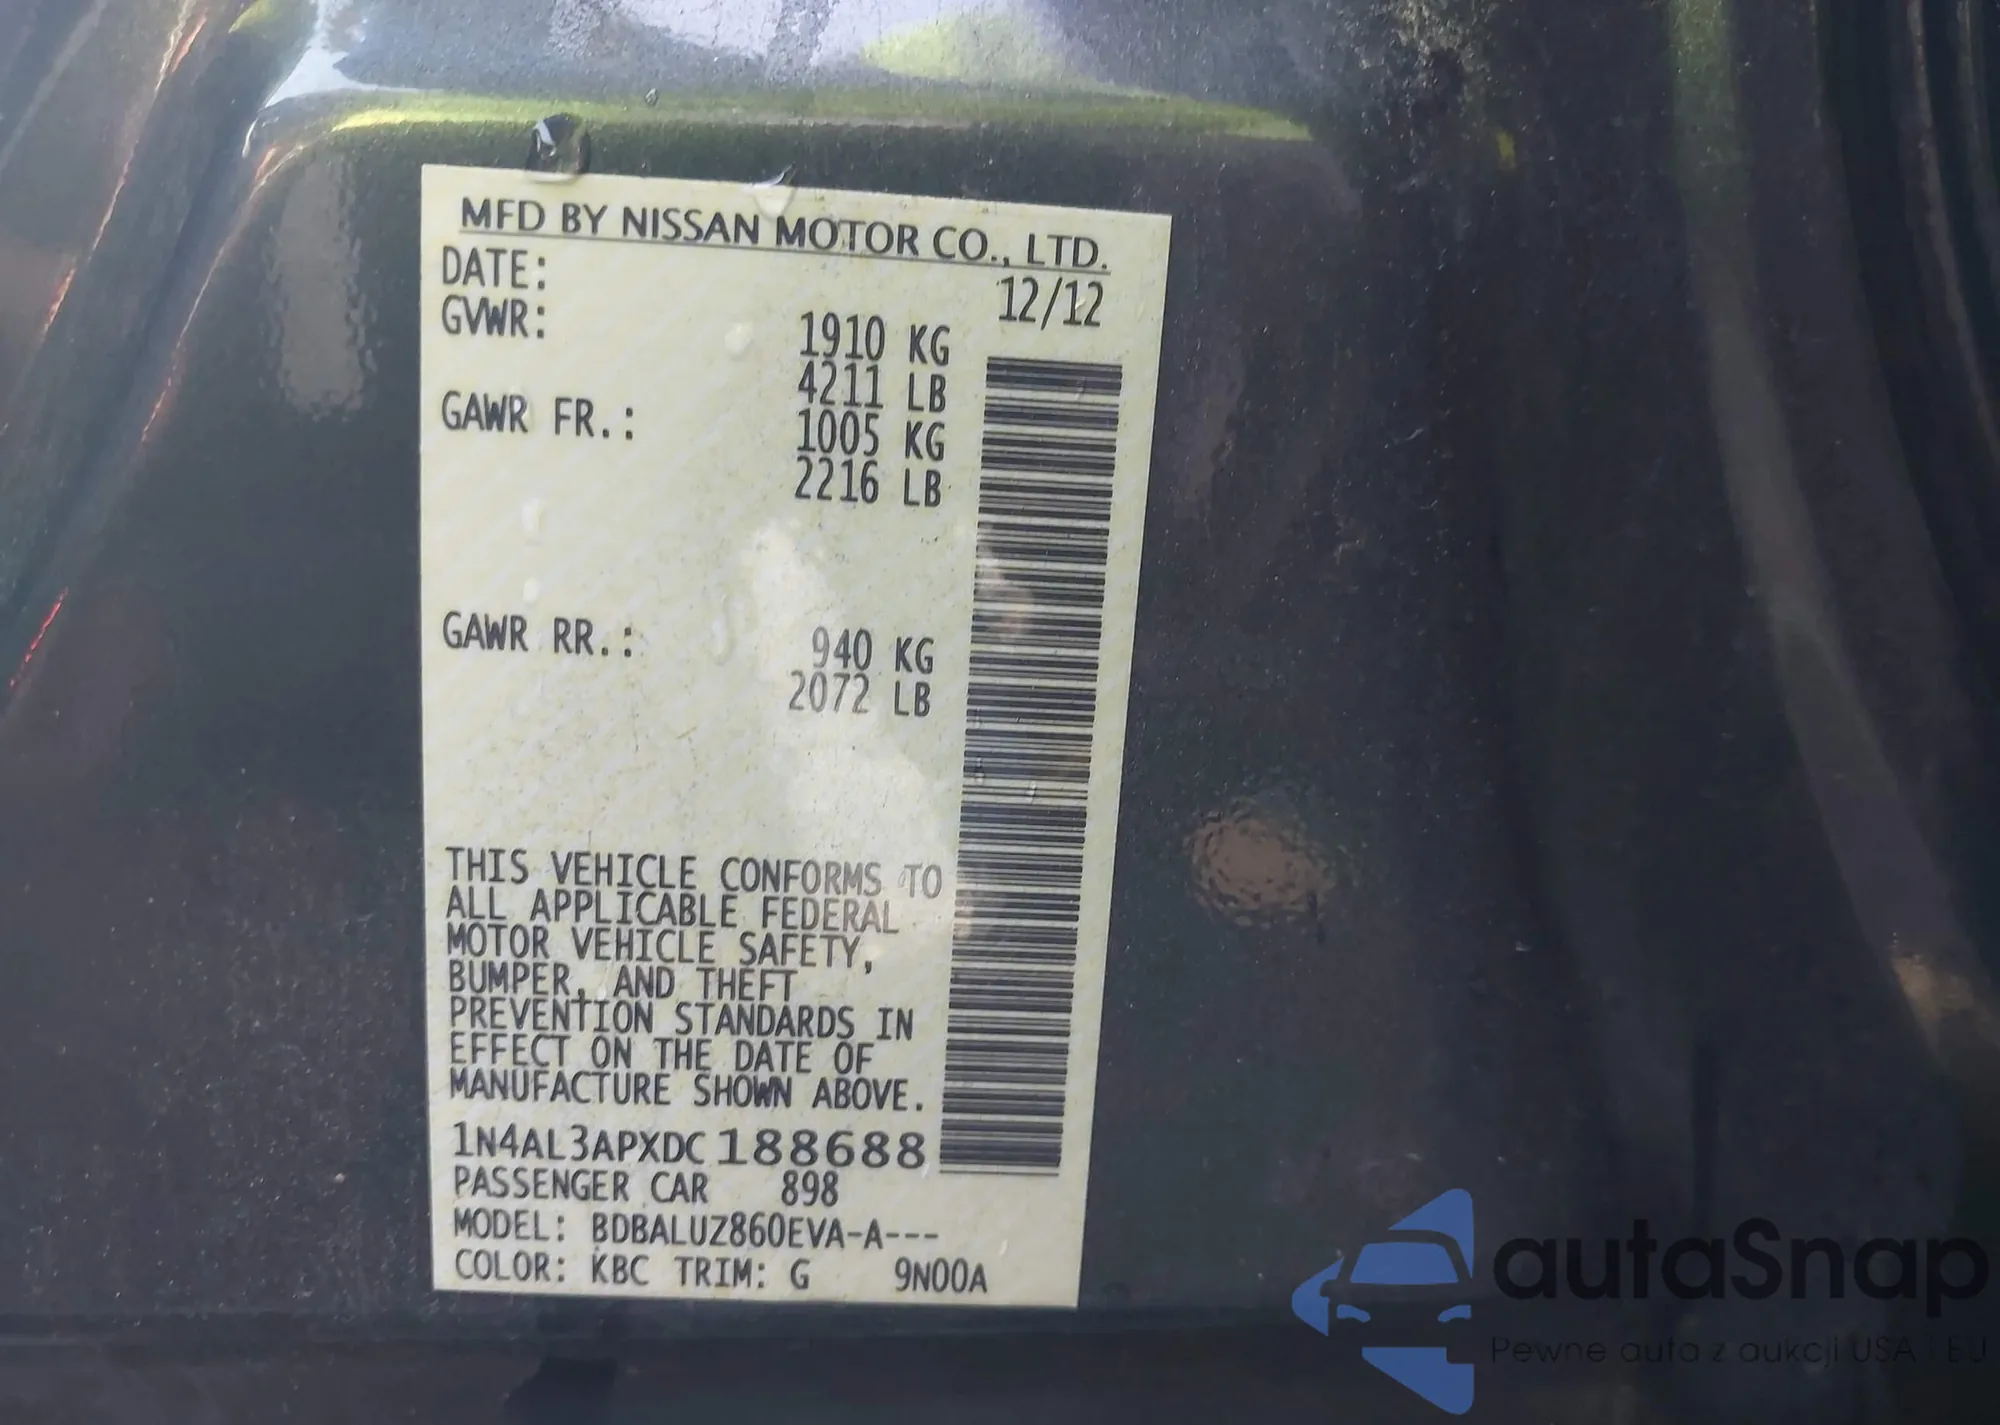 MFD BY NISSAN MOTOR CO., LTD.
DATE: 12/12
GVWR: 1910 KG
4211 LB
GAWR FR.: 1005 KG
2216 LB
GAWR RR.: 940 KG
2072 LB
THIS VEHICLE CONFORMS TO
ALL APPLICABLE FEDERAL
MOTOR VEHICLE SAFETY,
BUMPER, AND THEFT
PREVENTION STANDARDS IN
EFFECT ON THE DATE OF
MANUFACTURE SHOWN ABOVE.
1N4AL3APXDC188688
PASSENGER CAR 898
MODEL: BDBALUZ860EVA-A---
COLOR: KBC TRIM: G 9N00A
autaSnap
Pewne auta z aukcji USA i EU